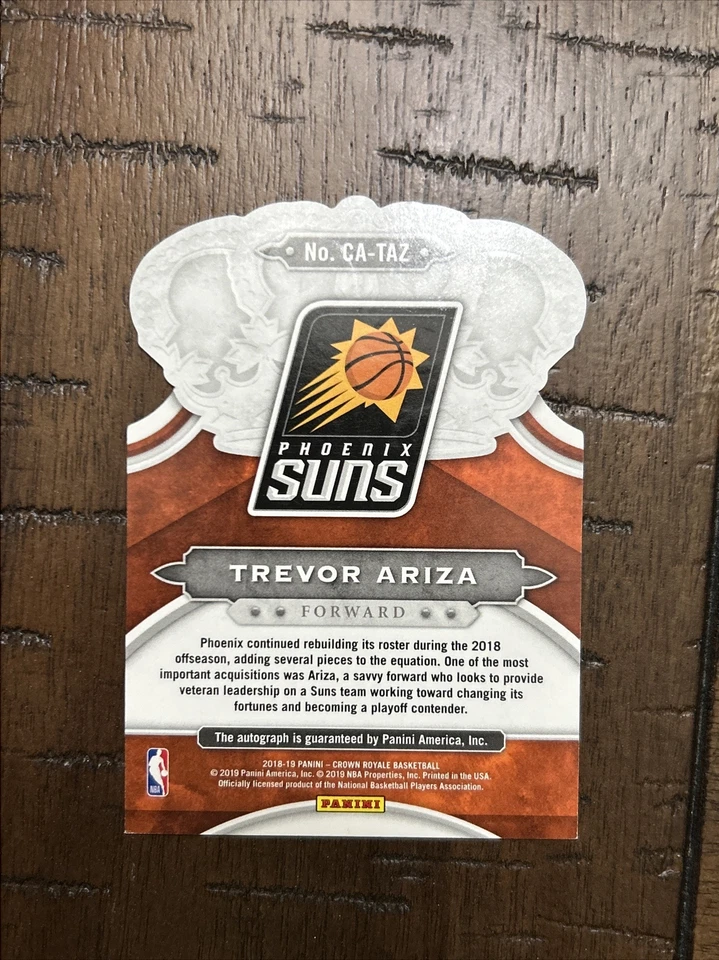 No. CA-TAZ
PHOENIX
SUNS
TREVOR ARIZA
FORWARD
Phoenix continued rebuilding its roster during the 2018
offseason, adding several pieces to the equation. One of the most
important acquisitions was Ariza, a savvy forward who looks to provide
veteran leadership on a Suns team working toward changing its
fortunes and becoming a playoff contender.
The autograph is guaranteed by Panini America, Inc.
2018-19 PANINI – CROWN ROYALE BASKETBALL
© 2019 Panini America, Inc. © 2019 NBA Properties, Inc. Printed in the USA.
Officially licensed product of the National Basketball Players Association.
NBA
PANINI